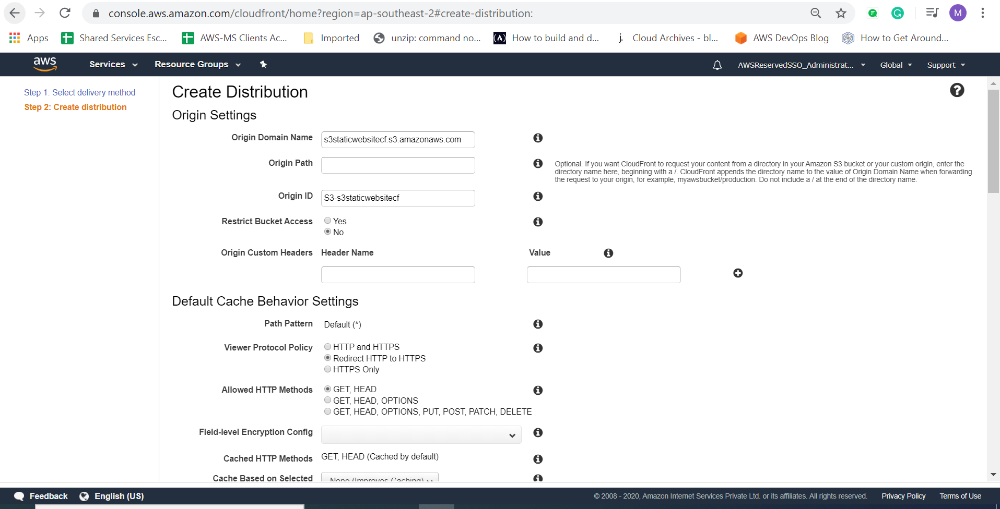 console.aws.amazon.com/cloudfront/home?region=ap-southeast-2#create-distribution:
M
Apps
Shared Services Esc...
AWS-MS Clients Ac...
Imported
unzip: command no...
How to build and d...
j. Cloud Archives - bl...
AWS DevOps Blog
How to Get Around...
aws
Services
Resource Groups
AWSReservedSSO_Administrat...
Global
Support
Step 1: Select delivery method
Step 2: Create distribution
Create Distribution
?
Origin Settings
Origin Domain Name
s3staticwebsitecf.s3.amazonaws.com
Origin Path
Optional. If you want CloudFront to request your content from a directory in your Amazon S3 bucket or your custom origin, enter the
directory name here, beginning with a /. CloudFront appends the directory name to the value of Origin Domain Name when forwarding
the request to your origin, for example, myawsbucket/production. Do not include a / at the end of the directory name.
Origin ID
S3-s3staticwebsitecf
Restrict Bucket Access
Yes
No
Origin Custom Headers
Header Name
Value
Default Cache Behavior Settings
Path Pattern
Default (*)
Viewer Protocol Policy
HTTP and HTTPS
Redirect HTTP to HTTPS
HTTPS Only
Allowed HTTP Methods
GET, HEAD
GET, HEAD, OPTIONS
GET, HEAD, OPTIONS, PUT, POST, PATCH, DELETE
Field-level Encryption Config
Cached HTTP Methods
GET, HEAD (Cached by default)
Cache Based on Selected
None (Improves Caching)
Feedback
English (US)
© 2008 - 2020, Amazon Internet Services Private Ltd. or its affiliates. All rights reserved.
Privacy Policy
Terms of Use